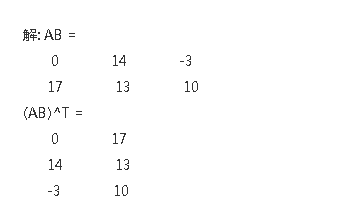 解: AB =
0 14 -3
17 13 10
(AB)^T =
0 17
14 13
-3 10